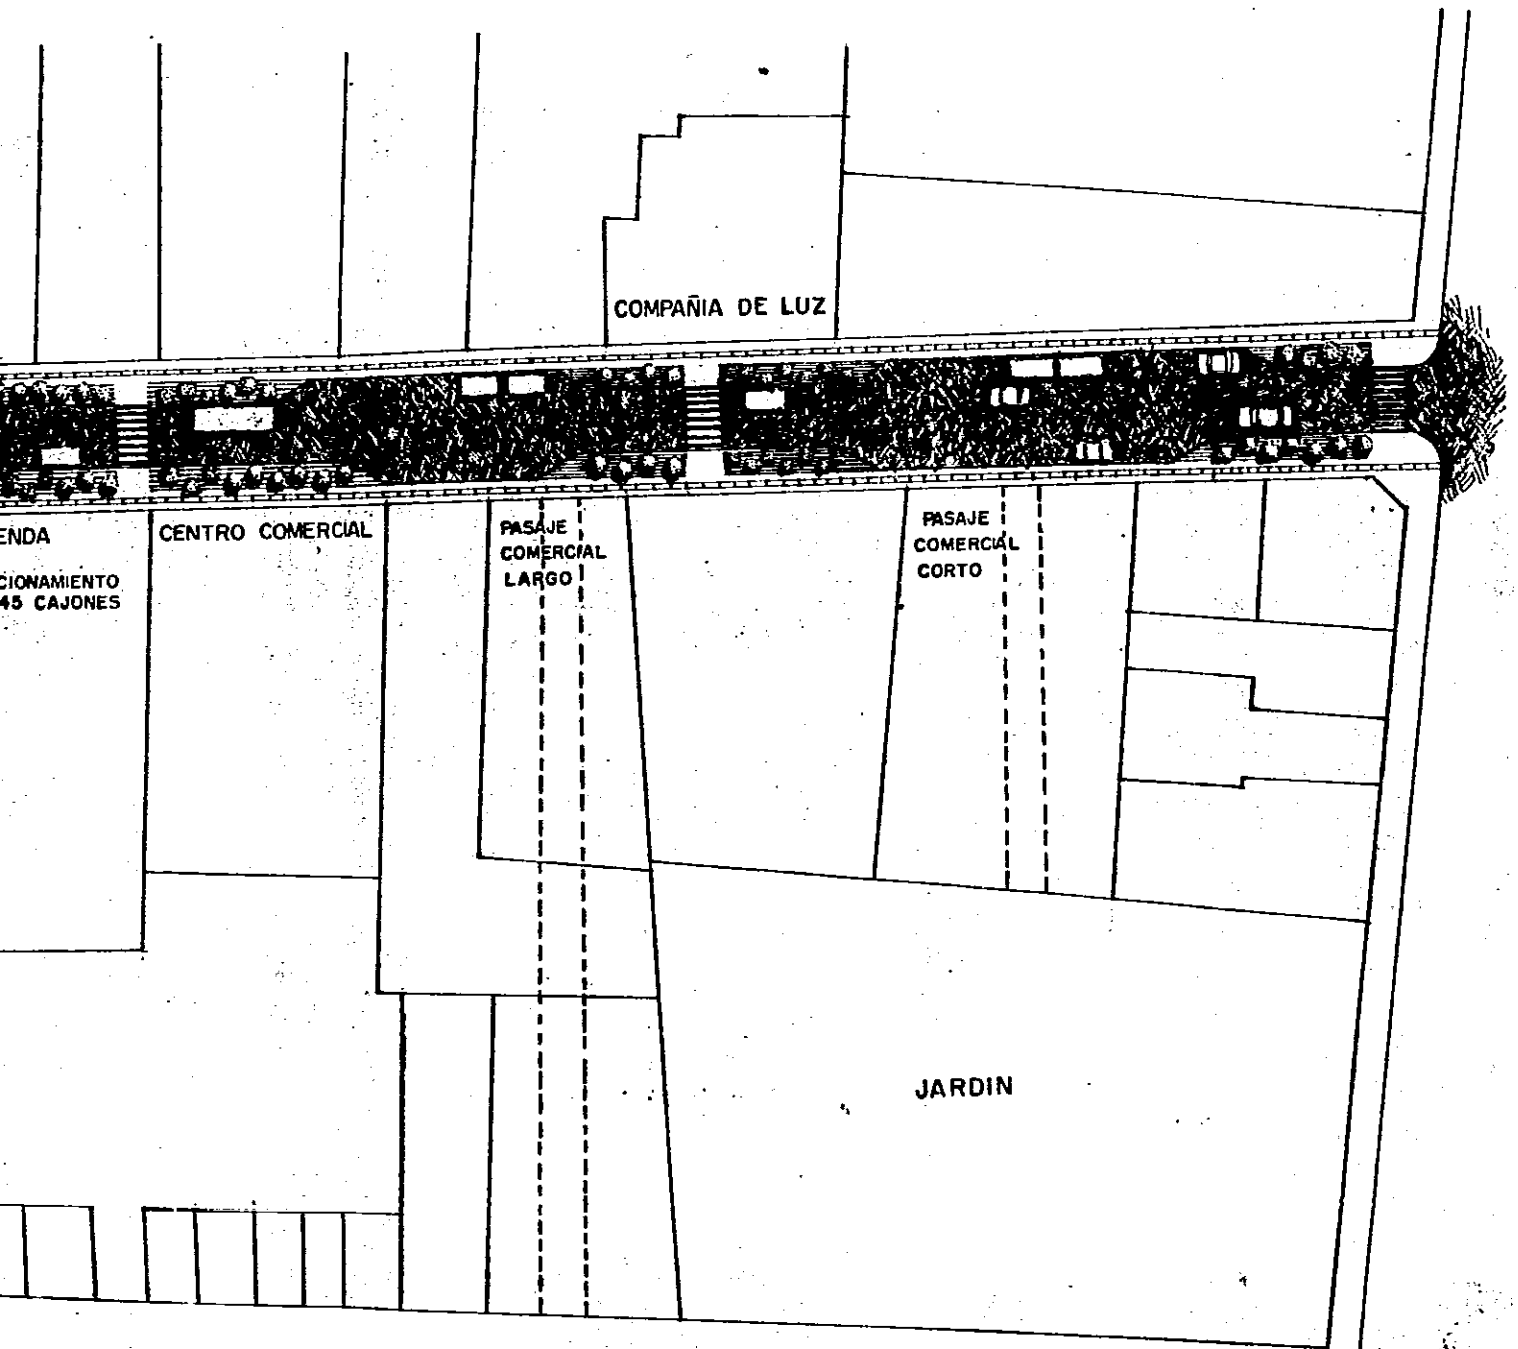 COMPAÑIA DE LUZ
ENDA
CIONAMIENTO
45 CAJONES
CENTRO COMERCIAL
PASAJE
COMERCIAL
LARGO
PASAJE
COMERCIAL
CORTO
JARDIN